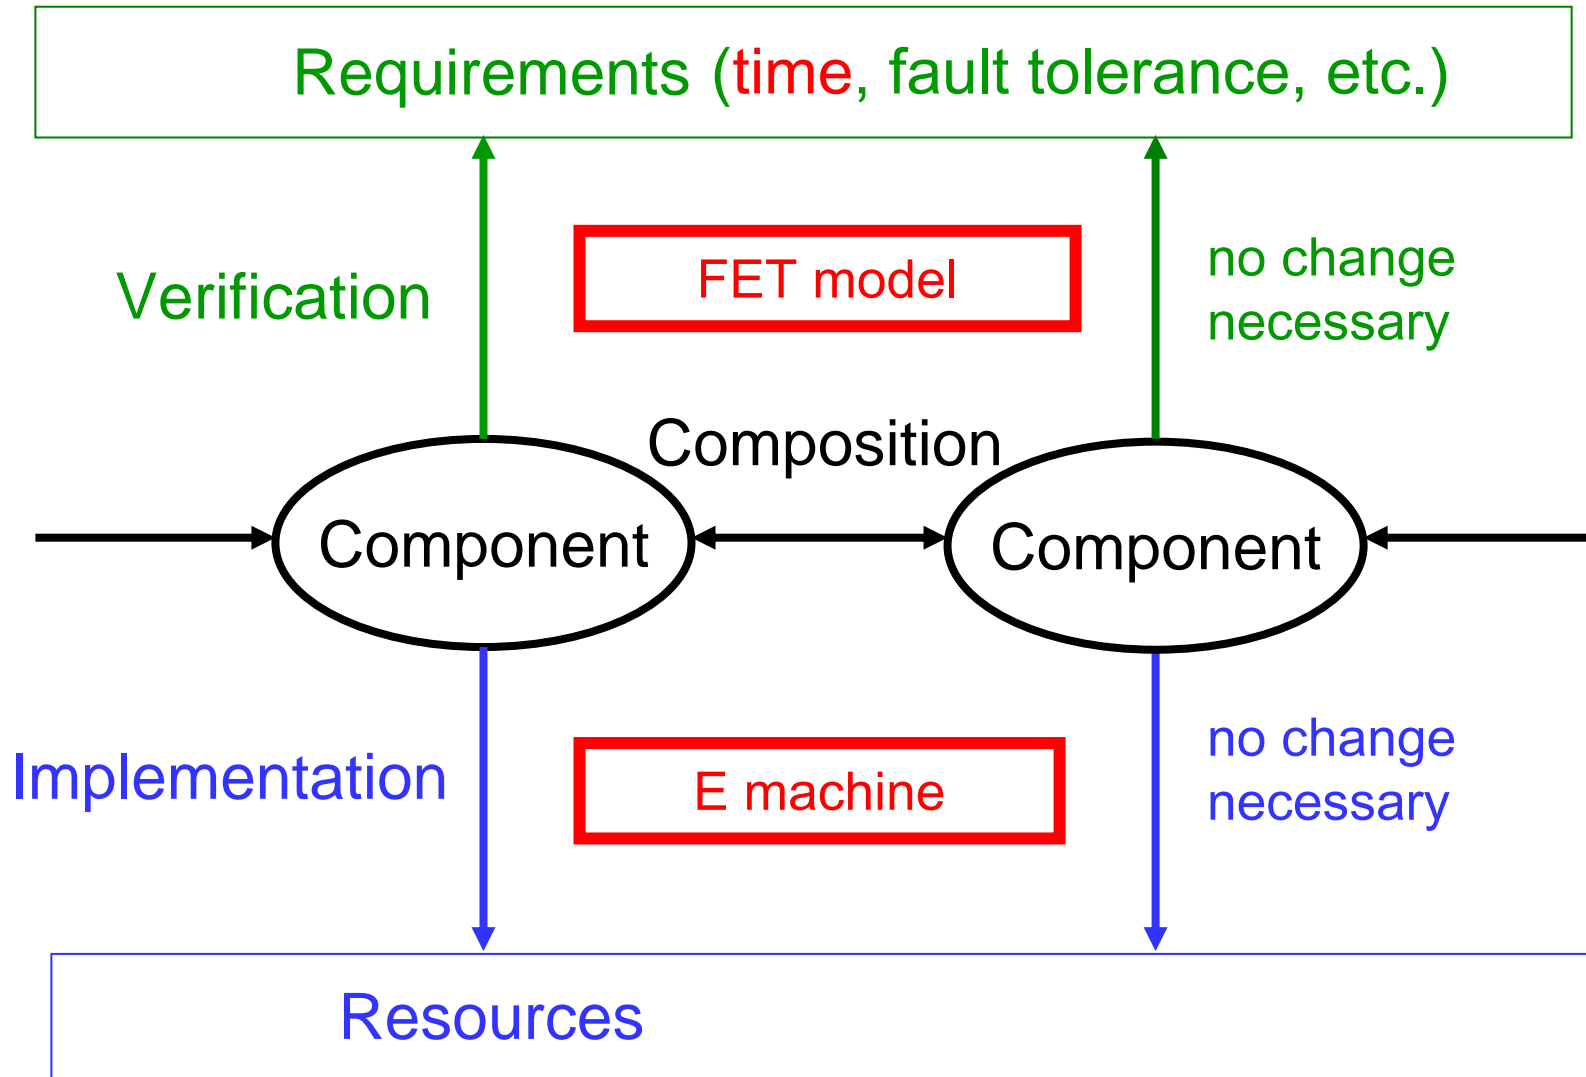 Requirements (time, fault tolerance, etc.)
FET model
no change
necessary
Verification
Composition
Component
Component
no change
necessary
Implementation
E machine
Resources